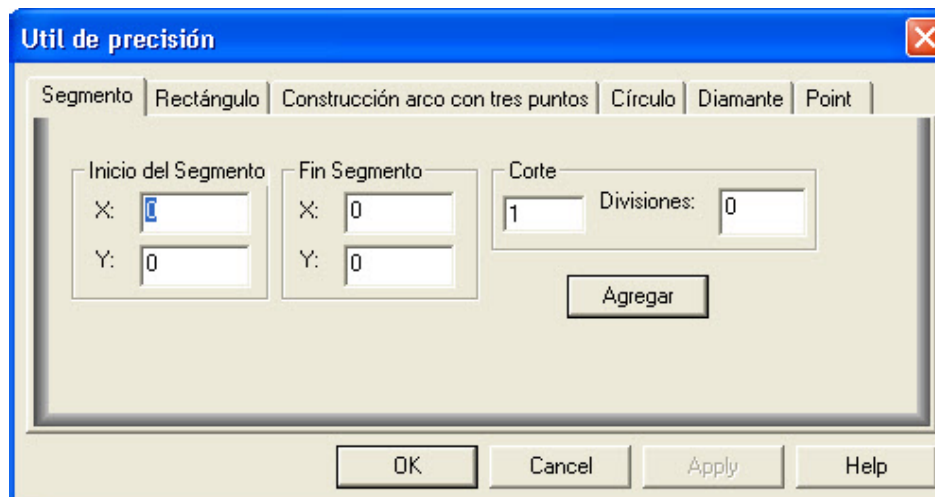 Util de precisión
Segmento Rectángulo Construcción arco con tres puntos Círculo Diamante Point
Inicio del Segmento Fin Segmento Corte
X: 0 X: 0 1 Divisiones: 0
Y: 0 Y: 0
Agregar
OK Cancel Apply Help